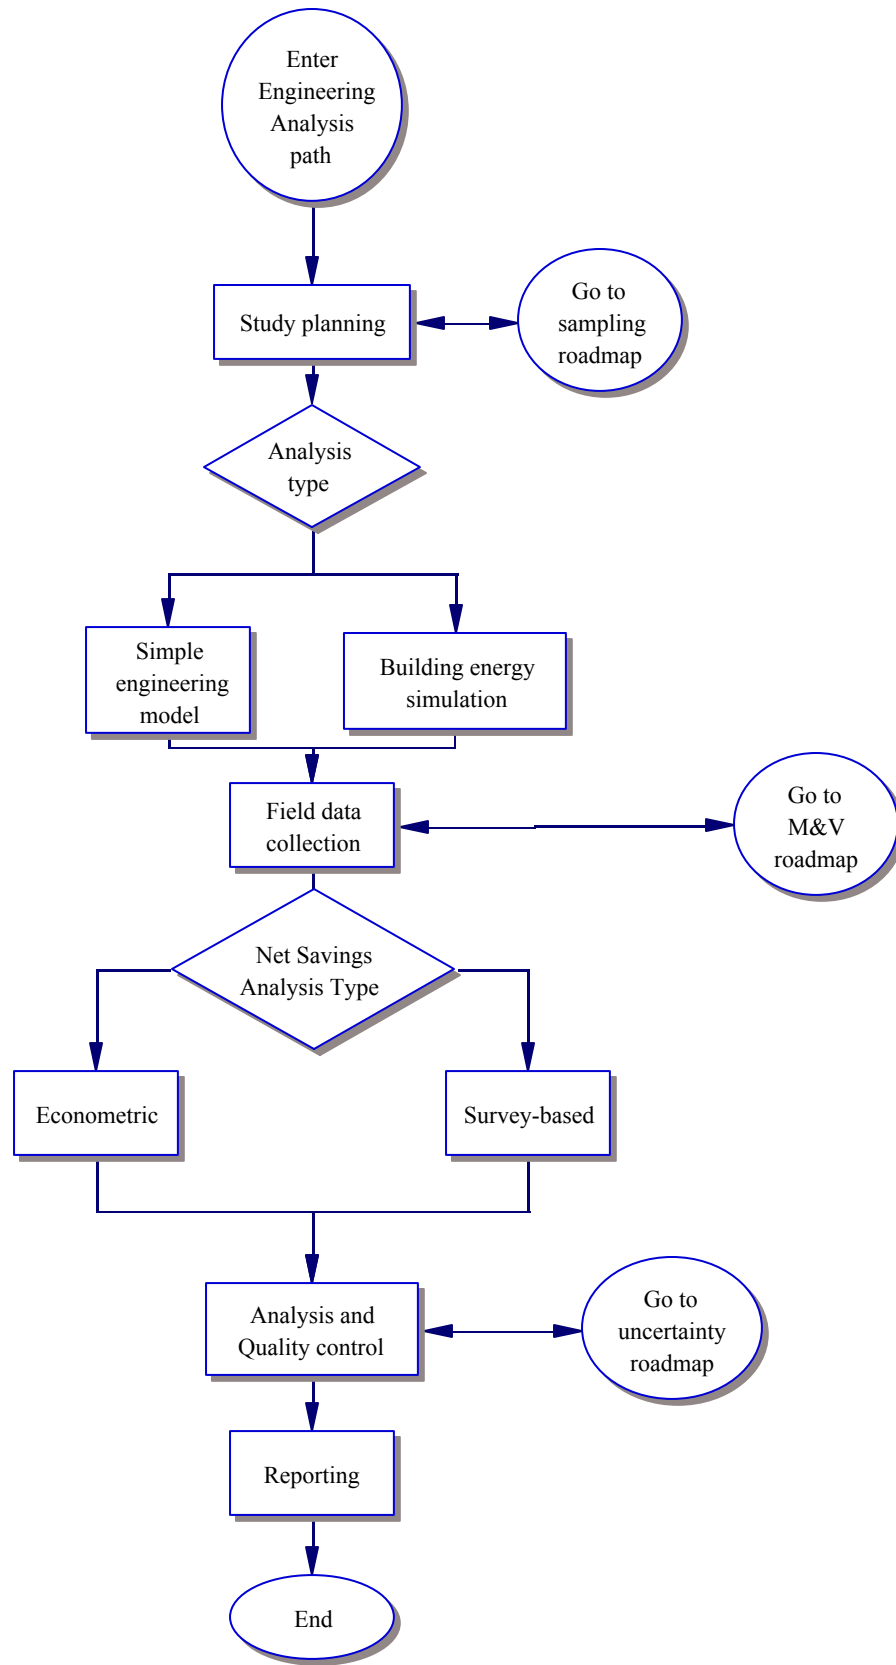 Enter
Engineering
Analysis
path
Study planning
Go to
sampling
roadmap
Analysis
type
Simple
engineering
model
Building energy
simulation
Field data
collection
Go to
M&V
roadmap
Net Savings
Analysis Type
Econometric
Survey-based
Analysis and
Quality control
Go to
uncertainty
roadmap
Reporting
End